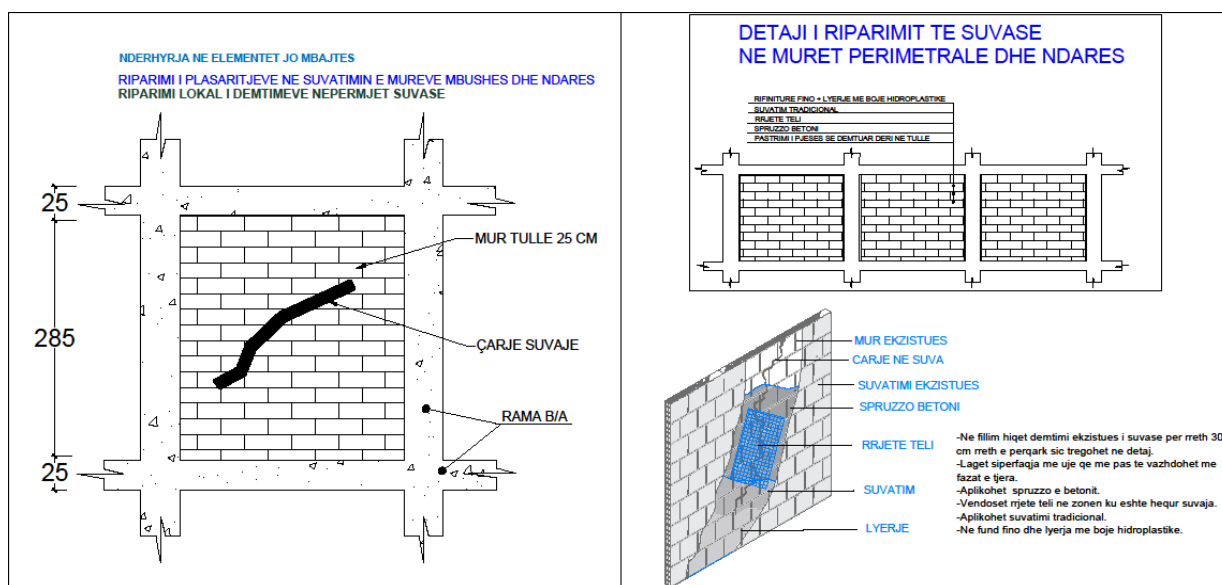 NDERHYRJA NE ELEMENTET JO MBAJTES
RIPARIMI I PLASARITJEVE NE SUVATIMIN E MUREVE MBUSHES DHE NDARES
RIPARIMI LOKAL I DEMTIMEVE NEPERMJET SUVASE
25
285
25
MUR TULLE 25 CM
ÇARJE SUVAJE
RAMA B/A
DETAJI I RIPARIMIT TE SUVASE
NE MURET PERIMETRALE DHE NDARES
RIFINITURE FINO + LYERJE ME BOJE HIDROPLASTIKE
SUVATIM TRADICIONAL
RRJETE TELI
SPRUZZO BETONI
PASTRIMI I PJESES SE DEMTUAR DERI NE TULLE
MUR EKZISTUES
CARJE NE SUVA
SUVATIMI EKZISTUES
SPRUZZO BETONI
RRJETE TELI
SUVATIM
LYERJE
-Ne fillim hiqet demtimi ekzistues i suvase per rreth 30
cm rreth e perqark sic tregohet ne detaj.
-Laget siperfaqja me uje qe me pas te vazhdohet me
fazat e tjera.
-Aplikohet spruzzo e betonit.
-Vendoset rrjete teli ne zonen ku eshte hequr suvaja.
-Aplikohet suvatimi tradicional.
-Ne fund fino dhe lyerja me boje hidroplastike.